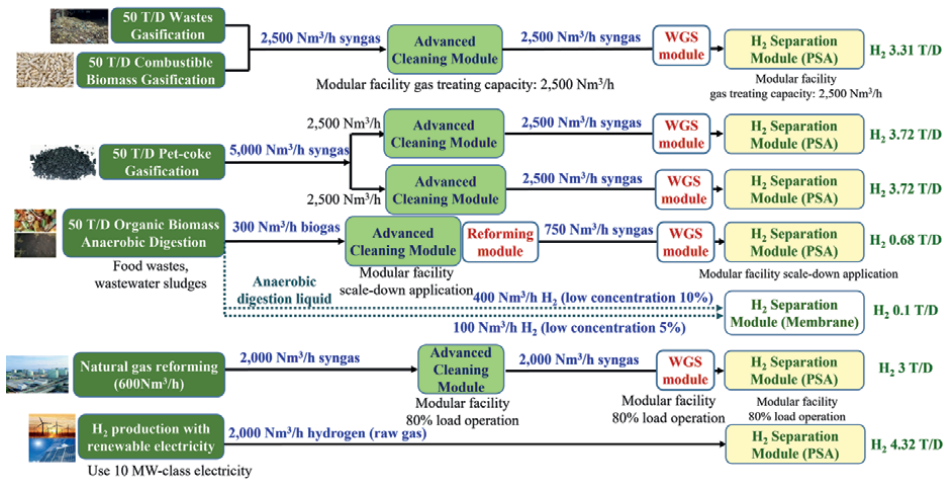 50 T/D Wastes
Gasification
50 T/D Combustible
Biomass Gasification
2,500 Nm³/h syngas
Advanced
Cleaning Module
2,500 Nm³/h syngas
WGS
module
H₂ Separation
Module (PSA)
H₂ 3.31 T/D
Modular facility gas treating capacity: 2,500 Nm³/h
Modular facility
gas treating capacity: 2,500 Nm³/h
50 T/D Pet-coke
Gasification
5,000 Nm³/h syngas
2,500 Nm³/h
Advanced
Cleaning Module
2,500 Nm³/h syngas
WGS
module
H₂ Separation
Module (PSA)
H₂ 3.72 T/D
2,500 Nm³/h
Advanced
Cleaning Module
2,500 Nm³/h syngas
WGS
module
H₂ Separation
Module (PSA)
H₂ 3.72 T/D
50 T/D Organic Biomass
Anaerobic Digestion
300 Nm³/h biogas
Advanced
Cleaning Module
Reforming
module
750 Nm³/h syngas
WGS
module
H₂ Separation
Module (PSA)
H₂ 0.68 T/D
Food wastes,
wastewater sludges
Modular facility
scale-down application
Modular facility scale-down application
Anaerobic
digestion liquid
400 Nm³/h H₂ (low concentration 10%)
100 Nm³/h H₂ (low concentration 5%)
H₂ Separation
Module (Membrane)
H₂ 0.1 T/D
Natural gas reforming
(600Nm³/h)
2,000 Nm³/h syngas
Advanced
Cleaning
Module
2,000 Nm³/h syngas
WGS
module
H₂ Separation
Module (PSA)
H₂ 3 T/D
Modular facility
80% load operation
Modular facility
80% load operation
Modular facility
80% load operation
H₂ production with
renewable electricity
2,000 Nm³/h hydrogen (raw gas)
H₂ Separation
Module (PSA)
H₂ 4.32 T/D
Use 10 MW-class electricity